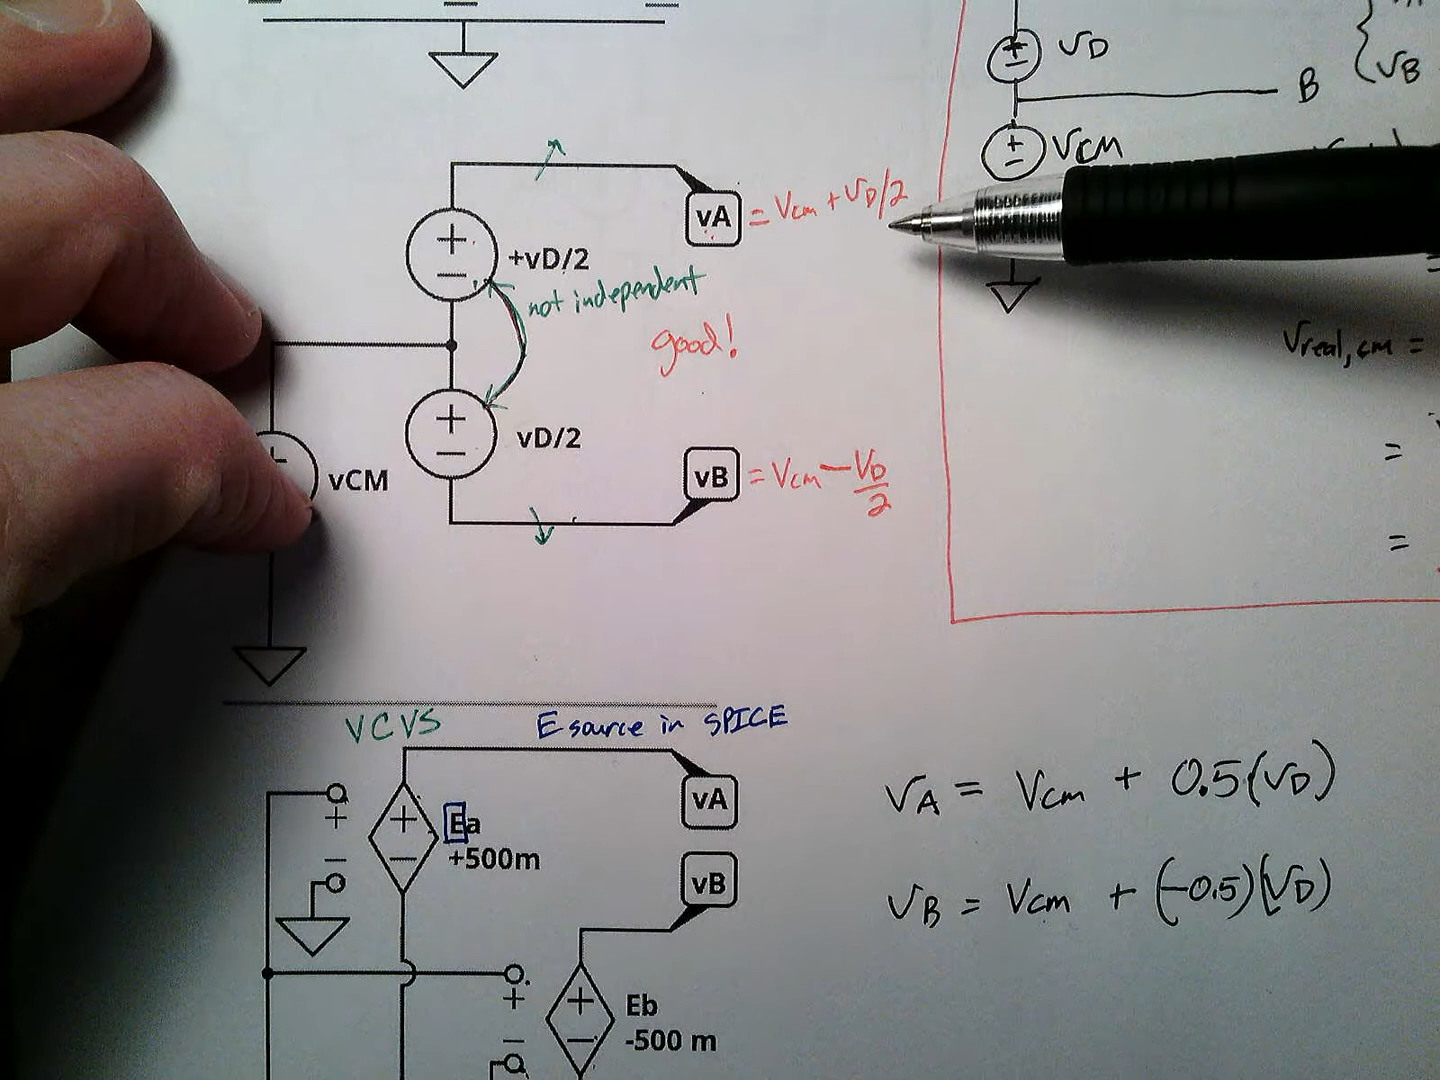 vD
B
vB
vCM
vA = Vcm + vD/2
+vD/2
not independent
good!
vD/2
vB = Vcm - VD/2
vCM
Vreal,cm =
=
=
VCVS E source in SPICE
vA
Ea
+500m
vB
vA = Vcm + 0.5(vD)
vB = Vcm + (-0.5)(vD)
Eb
-500 m